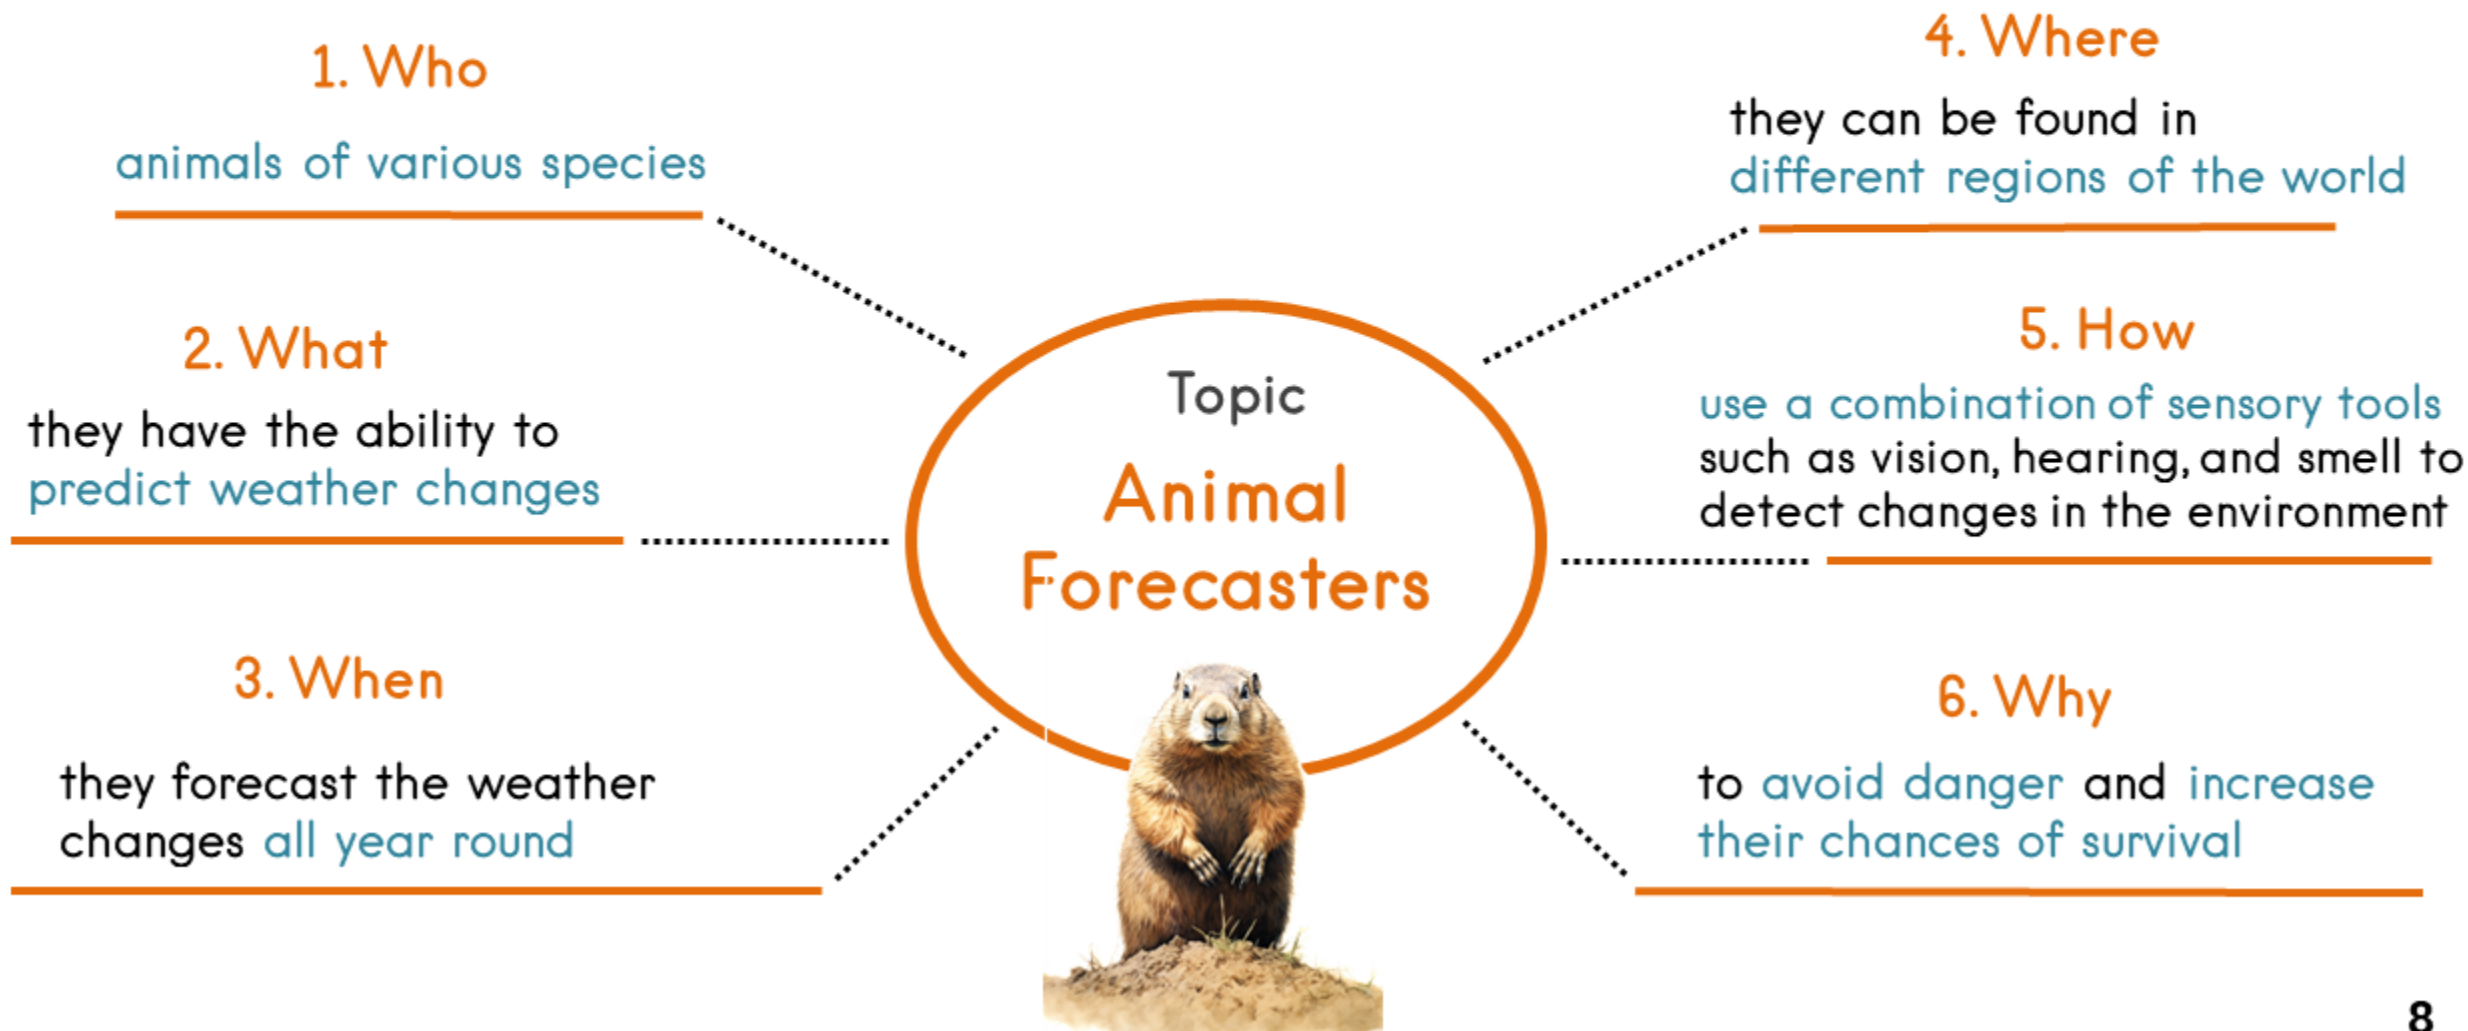 1. Who
animals of various species
2. What
they have the ability to
predict weather changes
3. When
they forecast the weather
changes all year round
Topic
Animal
Forecasters
4. Where
they can be found in
different regions of the world
5. How
use a combination of sensory tools
such as vision, hearing, and smell to
detect changes in the environment
6. Why
to avoid danger and increase
their chances of survival
8